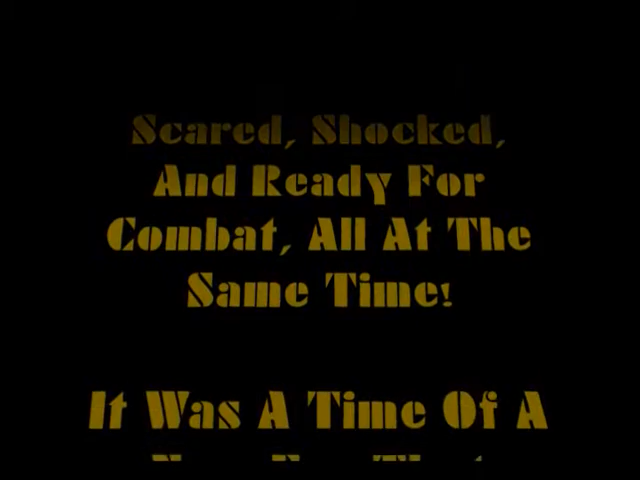 Scared, Shocked,
And Ready For
Combat, All At The
Same Time!
It Was A Time Of A